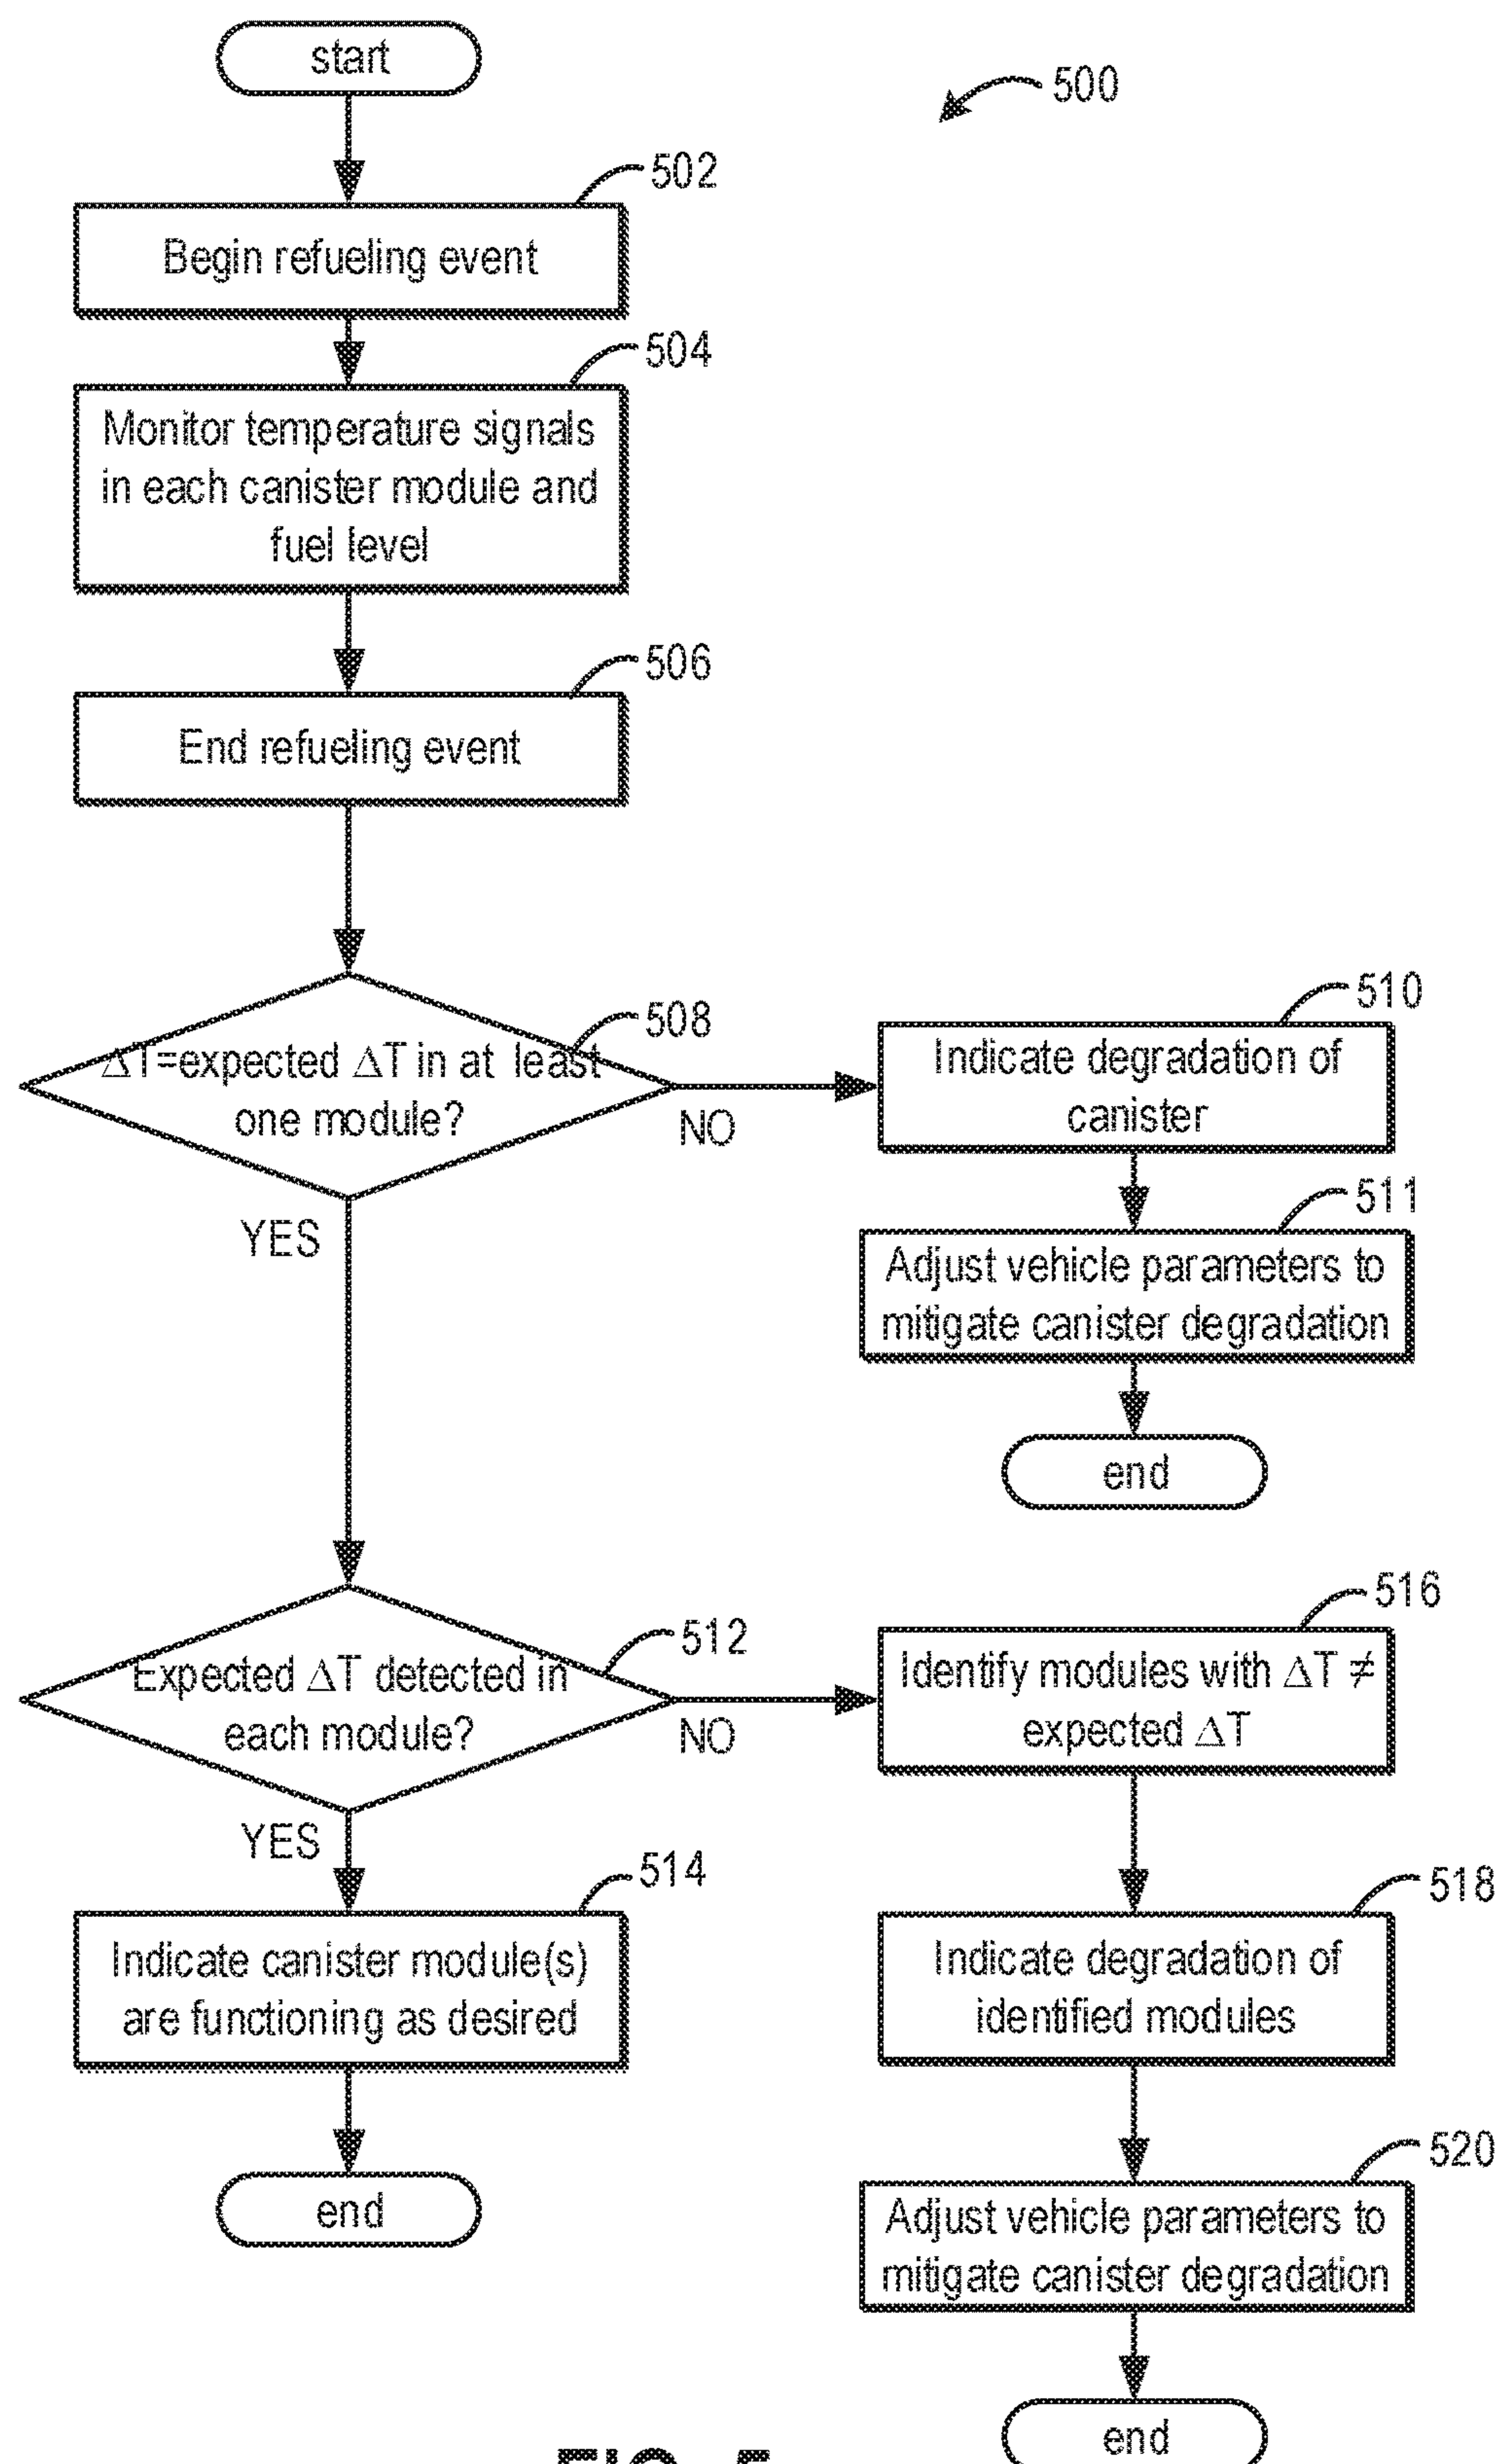 start
500
502
Begin refueling event
504
Monitor temperature signals
in each canister module and
fuel level
506
End refueling event
508
ΔT=expected ΔT in at least
one module?
NO
YES
510
Indicate degradation of
canister
511
Adjust vehicle parameters to
mitigate canister degradation
end
512
Expected ΔT detected in
each module?
NO
YES
514
Indicate canister module(s)
are functioning as desired
end
516
Identify modules with ΔT ≠
expected ΔT
518
Indicate degradation of
identified modules
520
Adjust vehicle parameters to
mitigate canister degradation
end